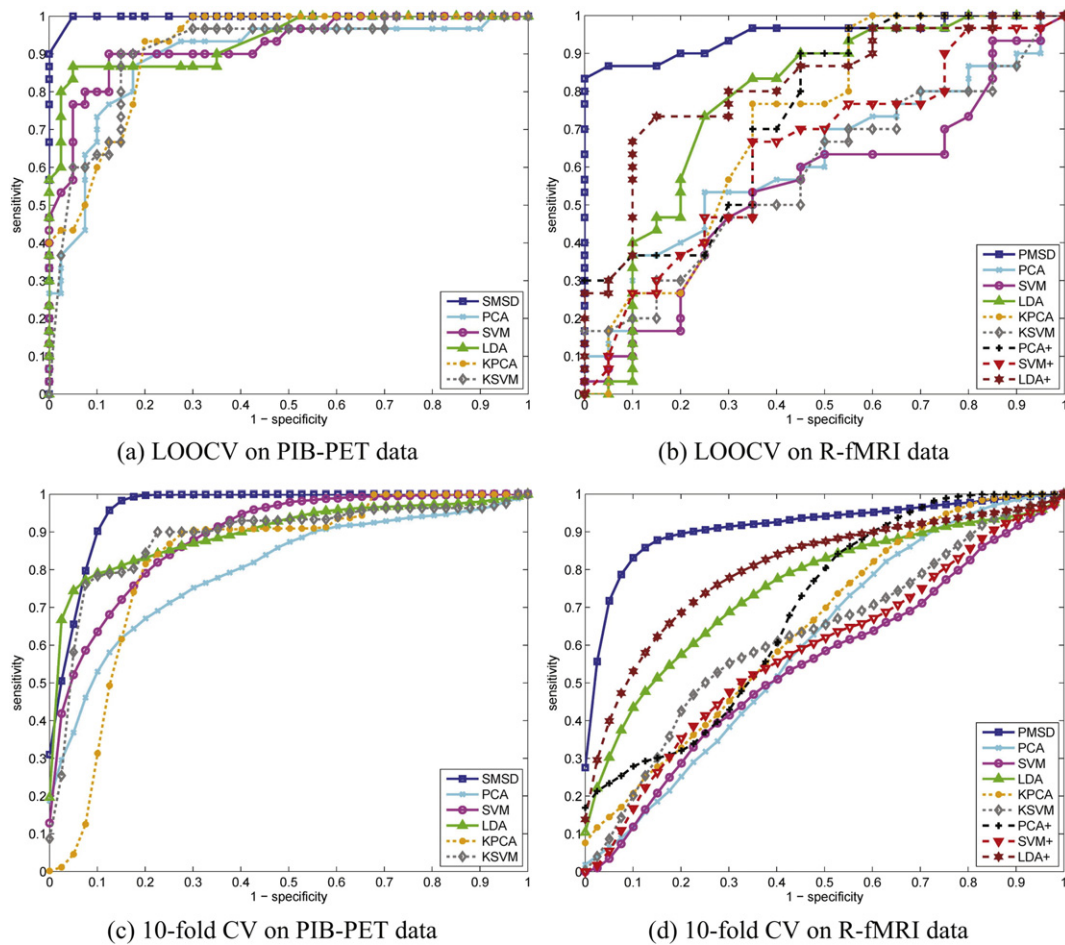 1
0.9
0.8
0.7
0.6
0.5
0.4
0.3
0.2
0.1
0
sensitivity
0 0.1 0.2 0.3 0.4 0.5 0.6 0.7 0.8 0.9 1
1 - specificity
SMSD
PCA
SVM
LDA
KPCA
KSVM
(a) LOOCV on PIB-PET data
1
0.9
0.8
0.7
0.6
0.5
0.4
0.3
0.2
0.1
0
sensitivity
0 0.1 0.2 0.3 0.4 0.5 0.6 0.7 0.8 0.9 1
1 - specificity
PMSD
PCA
SVM
LDA
KPCA
KSVM
PCA+
SVM+
LDA+
(b) LOOCV on R-fMRI data
1
0.9
0.8
0.7
0.6
0.5
0.4
0.3
0.2
0.1
0
sensitivity
0 0.1 0.2 0.3 0.4 0.5 0.6 0.7 0.8 0.9 1
1 - specificity
SMSD
PCA
SVM
LDA
KPCA
KSVM
(c) 10-fold CV on PIB-PET data
1
0.9
0.8
0.7
0.6
0.5
0.4
0.3
0.2
0.1
0
sensitivity
0 0.1 0.2 0.3 0.4 0.5 0.6 0.7 0.8 0.9 1
1 - specificity
PMSD
PCA
SVM
LDA
KPCA
KSVM
PCA+
SVM+
LDA+
(d) 10-fold CV on R-fMRI data